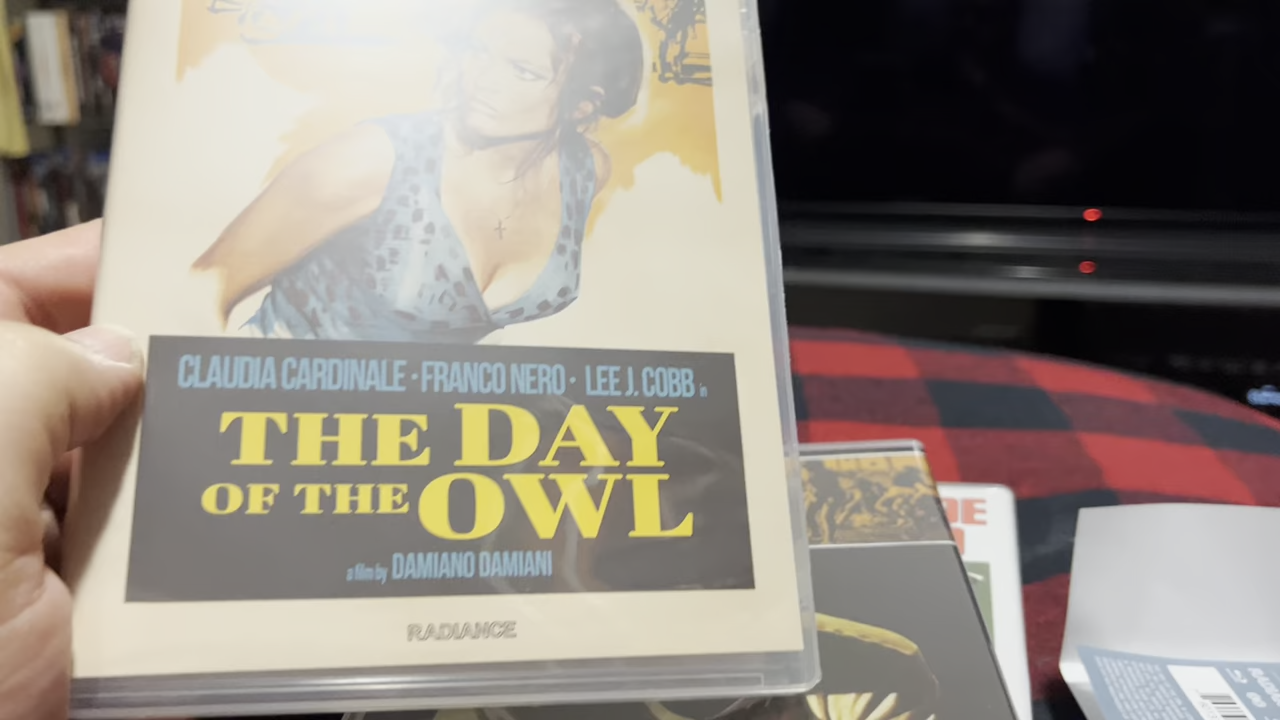 CLAUDIA CARDINALE · FRANCO NERO · LEE J. COBB in
THE DAY
OF THE OWL
a film by DAMIANO DAMIANI
RADIANCE